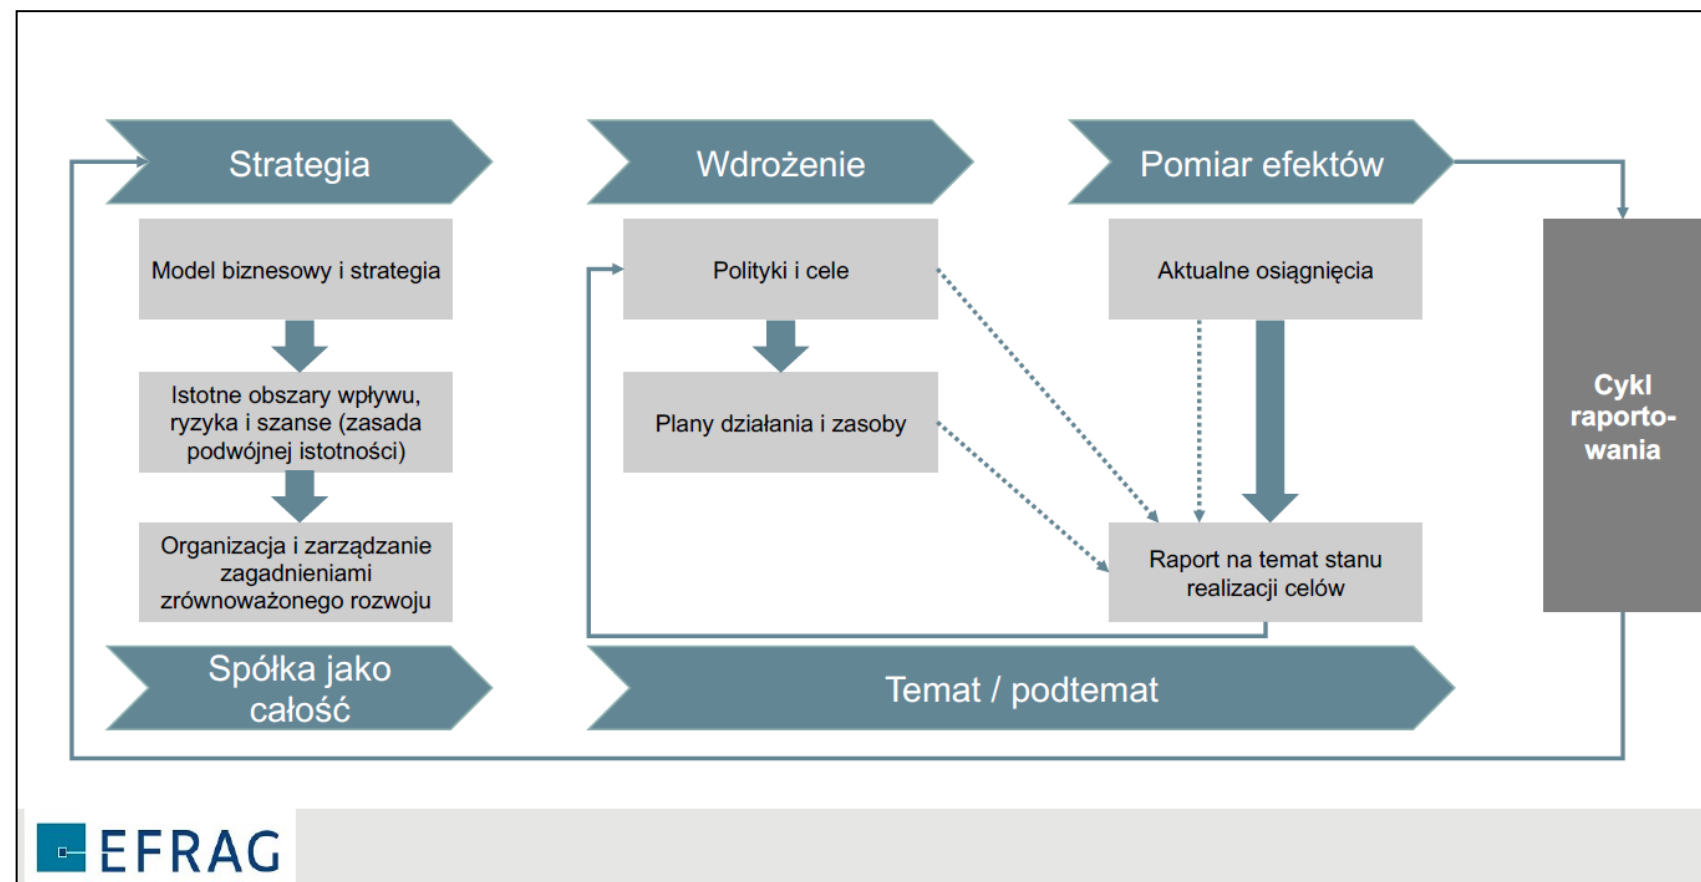 Strategia
Wdrożenie
Pomiar efektów
Model biznesowy i strategia
Polityki i cele
Aktualne osiągnięcia
Istotne obszary wpływu,
ryzyka i szanse (zasada
podwójnej istotności)
Plany działania i zasoby
Cykl
raporto-
wania
Organizacja i zarządzanie
zagadnieniami
zrównoważonego rozwoju
Raport na temat stanu
realizacji celów
Spółka jako
całość
Temat / podtemat
EFRAG